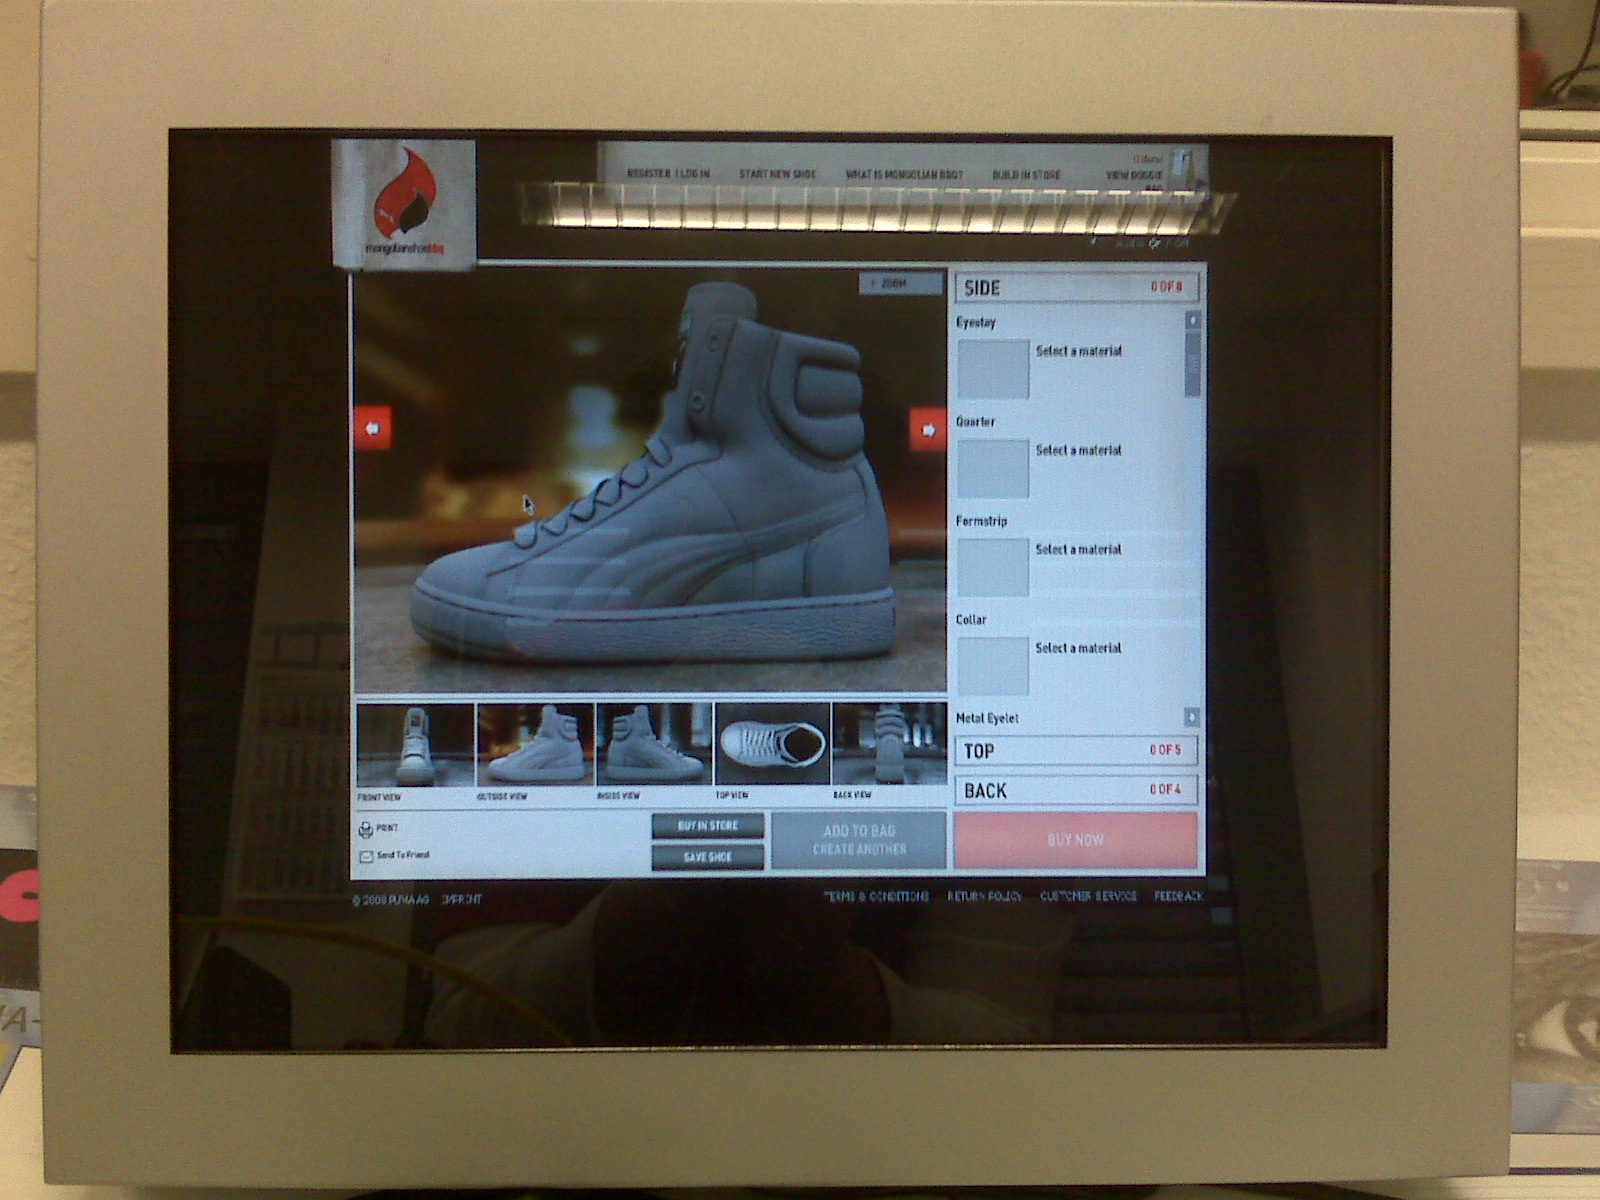 REGISTER | LOG IN
START NEW SHOE
WHAT IS MONGOLIAN BBQ?
BUILD IN STORE
VIEW DOGGIE
BAG
mongolianshoebbq
+ ZOOM
SIDE
0 OF 8
Eyestay
Select a material
Quarter
Select a material
Formstrip
Select a material
Collar
Select a material
Metal Eyelet
TOP
0 OF 5
BACK
0 OF 4
FRONT VIEW
OUTSIDE VIEW
INSIDE VIEW
TOP VIEW
BACK VIEW
PRINT
Send To Friend
BUY IN STORE
SAVE SHOE
ADD TO BAG
CREATE ANOTHER
BUY NOW
© 2008 PUMA AG
IMPRINT
TERMS & CONDITIONS
RETURN POLICY
CUSTOMER SERVICE
FEEDBACK